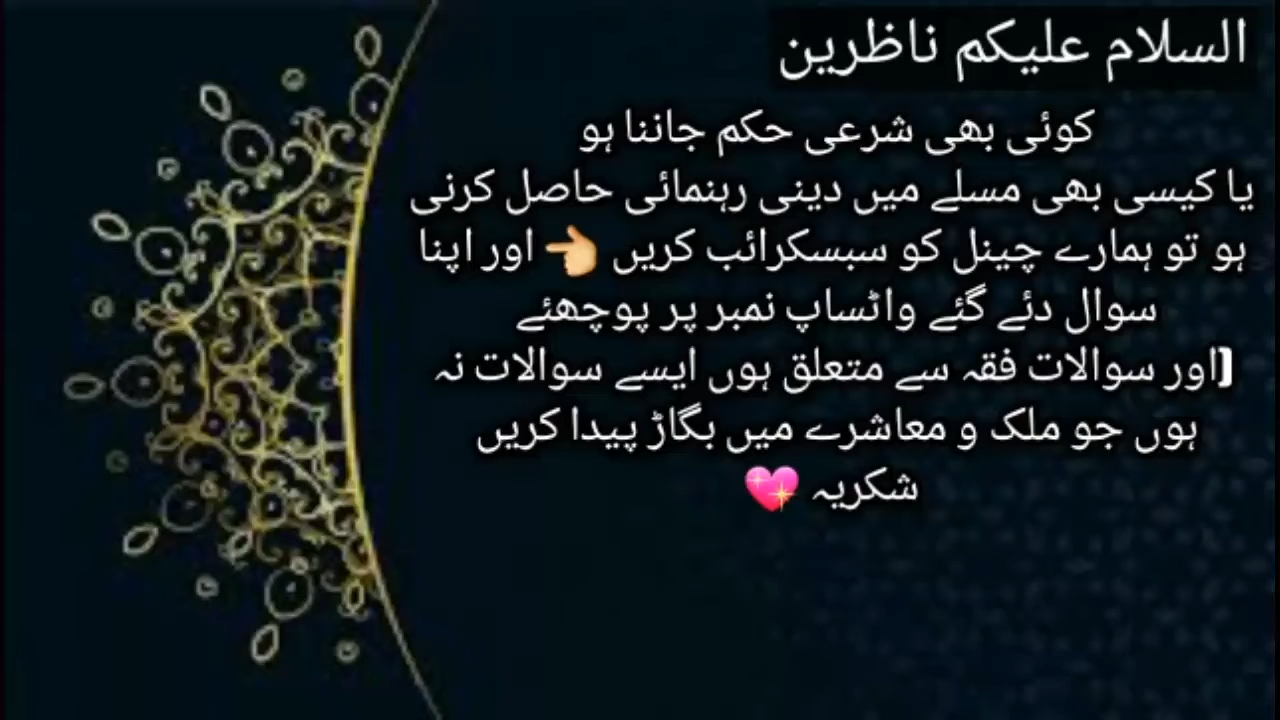 السلام علیکم ناظرین
کوئی بھی شرعی حکم جاننا ہو
یا کیسی بھی مسلے میں دینی رہنمائی حاصل کرنی
ہو تو ہمارے چینل کو سبسکرائب کریں 👈 اور اپنا
سوال دئے گئے واٹساپ نمبر پر پوچھئے
(اور سوالات فقہ سے متعلق ہوں ایسے سوالات نہ
ہوں جو ملک و معاشرے میں بگاڑ پیدا کریں
شکریہ 💖